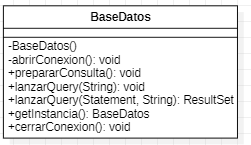 BaseDatos
-BaseDatos()
-abrirConexion(): void
+prepararConsulta(): void
+lanzarQuery(String): void
+lanzarQuery(Statement, String): ResultSet
+getInstancia(): BaseDatos
+cerrarConexion(): void